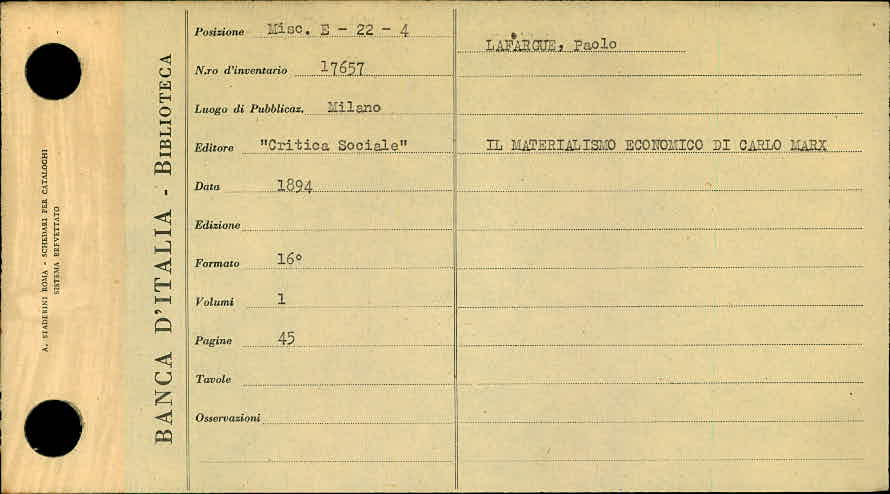 A. STADERINI ROMA - SCHEDARI PER CATALOGHI
SISTEMA BREVETTATO
BANCA D'ITALIA - BIBLIOTECA
Posizione Misc. E - 22 - 4
N.ro d'inventario 17657
Luogo di Pubblicaz. Milano
Editore "Critica Sociale"
Data 1894
Edizione
Formato 16°
Volumi 1
Pagine 45
Tavole
Osservazioni
LAFARGUE, Paolo
IL MATERIALISMO ECONOMICO DI CARLO MARX